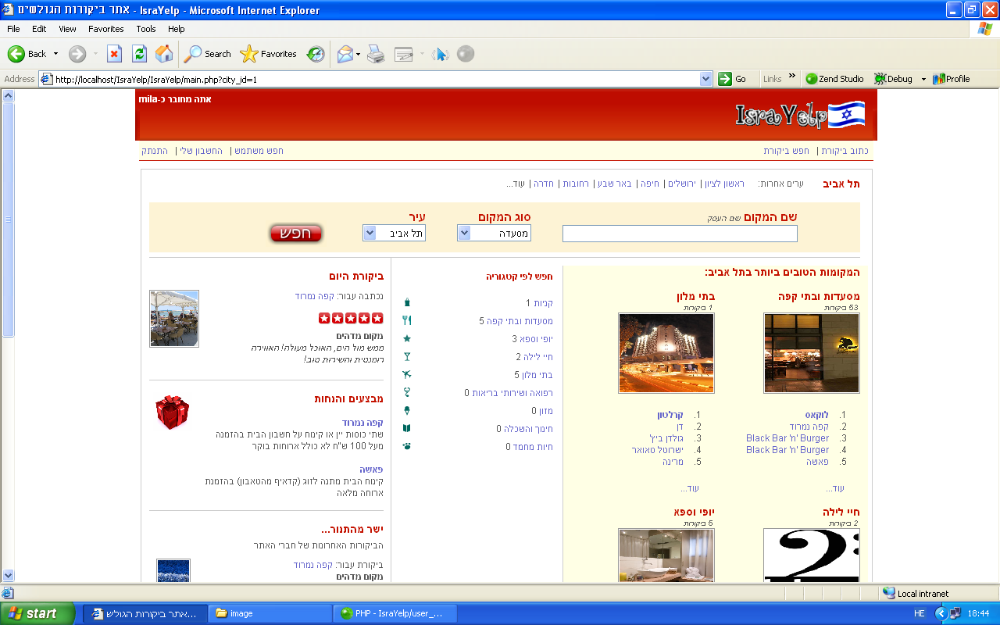 אתר ביקורות הגולשים - IsraYelp - Microsoft Internet Explorer
File Edit View Favorites Tools Help
Back Search Favorites
Address http://localhost/IsraYelp/IsraYelp/main.php?city_id=1 Go Links » Zend Studio Debug Profile
אתה מחובר כ-mila
IsraYelp
כתוב ביקורת | חפש ביקורת
חפש משתמש | החשבון שלי | התנתק
תל אביב ערים אחרות: ראשון לציון | ירושלים | חיפה | באר שבע | רחובות | חדרה | עוד...
שם המקום שם העסק סוג המקום עיר
מסעדה תל אביב חפש
המקומות הטובים ביותר בתל אביב:
מסעדות ובתי קפה
53 ביקורות
1. לוקאס
2. קפה נמרוד
3. Black Bar 'n' Burger
4. Black Bar 'n' Burger
5. פאשה
עוד...
בתי מלון
1 ביקורות
1. קרלטון
2. דן
3. גולדן ביץ'
4. ישרוטל טאואר
5. מרינה
עוד...
חיי לילה
2 ביקורות
יופי וספא
5 ביקורות
חפש לפי קטגוריה
קניות 1
מסעדות ובתי קפה 5
יופי וספא 3
חיי לילה 2
בתי מלון 5
רפואה ושירותי בריאות 0
מזון 0
חינוך והשכלה 0
חיות מחמד 0
ביקורת היום
נכתבה עבור: קפה נמרוד
מקום מדהים
ממש מול הים, האוכל מעולה! האווירה
רומנטית והשירות טוב!
מבצעים והנחות
קפה נמרוד
שתי כוסות יין או קינוח על חשבון הבית בהזמנה
מעל 100 ש"ח לא כולל ארוחות בוקר
פאשה
קינוח הבית מתנה לזוג (קדאיף מהטאבון) בהזמנת
ארוחה מלאה
ישר מהתנור...
הביקורות האחרונות של חברי האתר
ביקורת עבור: קפה נמרוד
מקום מדהים
Local intranet
start אתר ביקורות הגולש... image PHP - IsraYelp/user_... HE 18:44